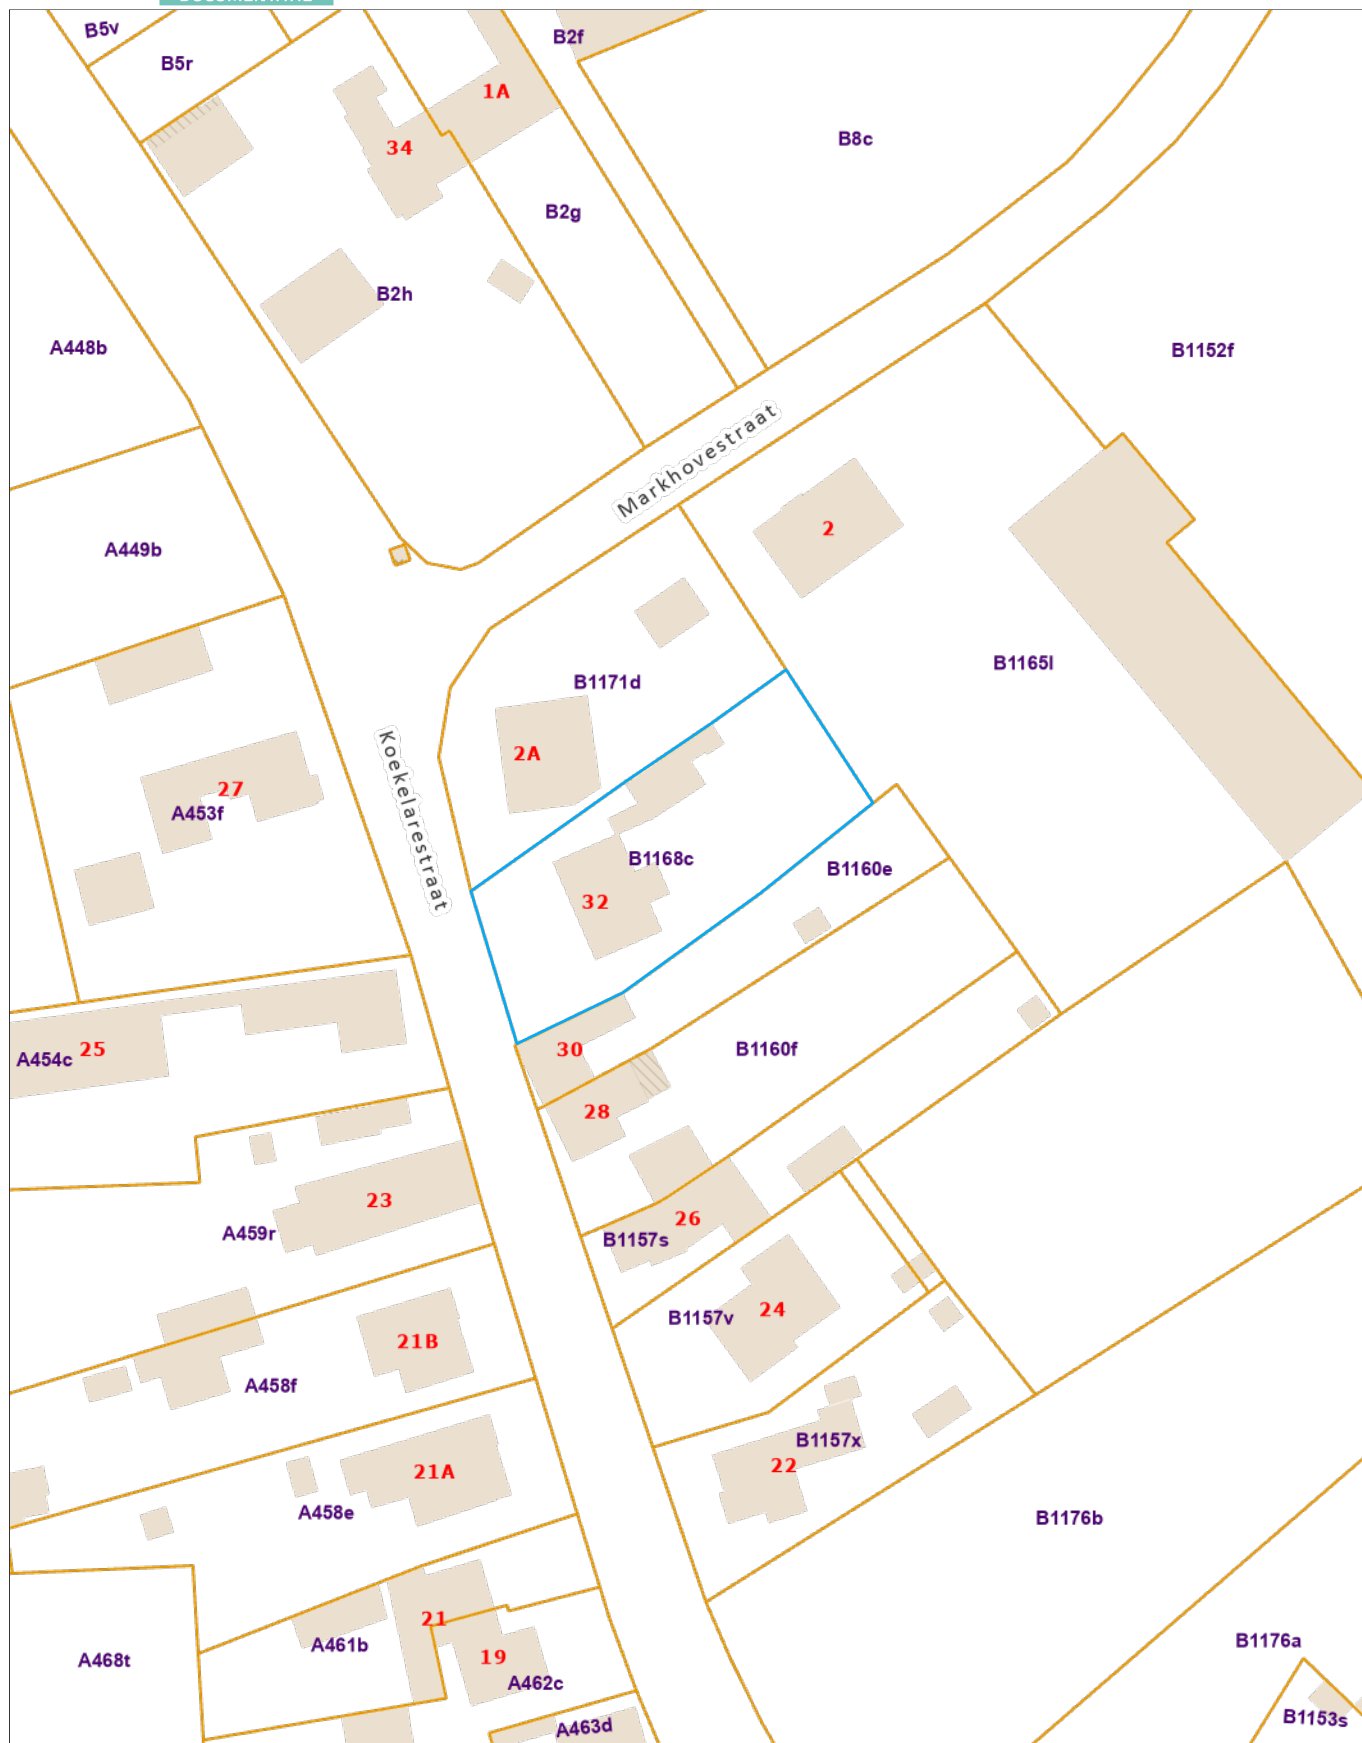 B5v
B2f
B5r
1A
B8c
34
B2g
B2h
A448b
B1152f
Markhovestraat
2
A449b
B1165l
B1171d
2A
Koekelarestraat
27
A453f
B1168c
B1160e
32
25
A454c
30
B1160f
28
23
A459r
26
B1157s
24
B1157v
21B
A458f
B1157x
22
21A
A458e
B1176b
21
A461b
19
A462c
A468t
B1176a
B1153s
A463d